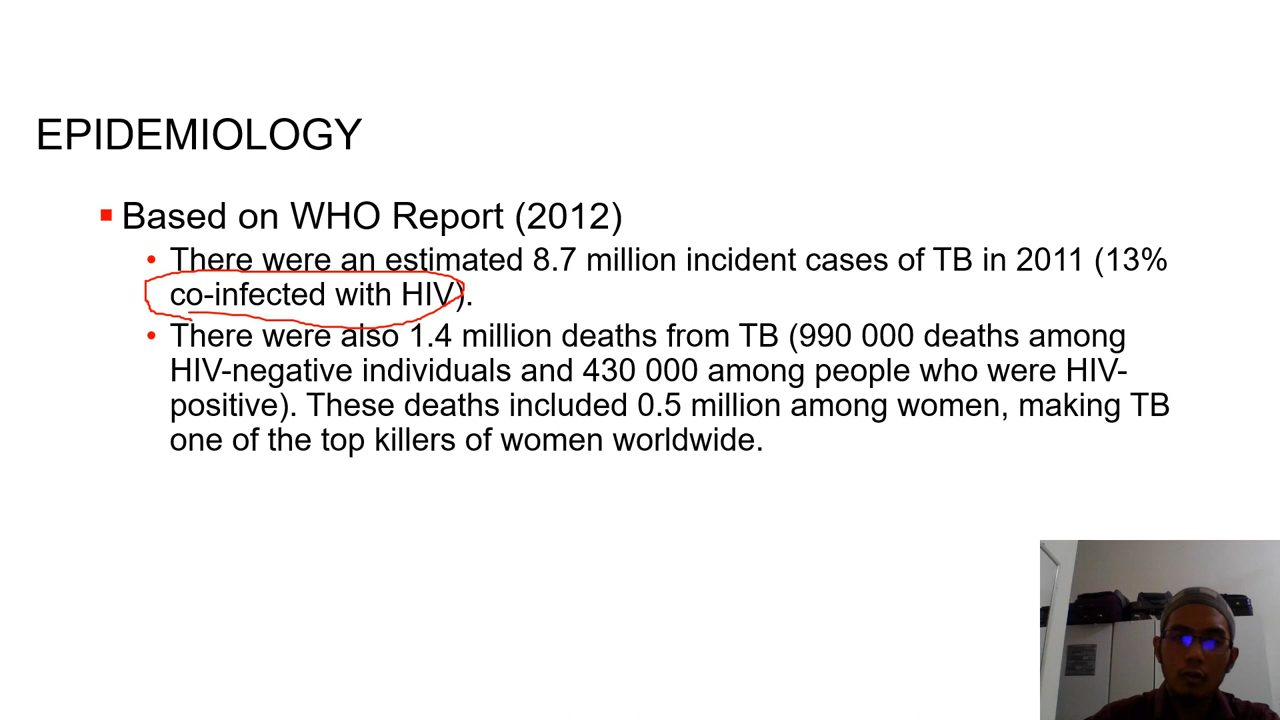 EPIDEMIOLOGY
Based on WHO Report (2012)
There were an estimated 8.7 million incident cases of TB in 2011 (13%
co-infected with HIV).
There were also 1.4 million deaths from TB (990 000 deaths among
HIV-negative individuals and 430 000 among people who were HIV-
positive). These deaths included 0.5 million among women, making TB
one of the top killers of women worldwide.